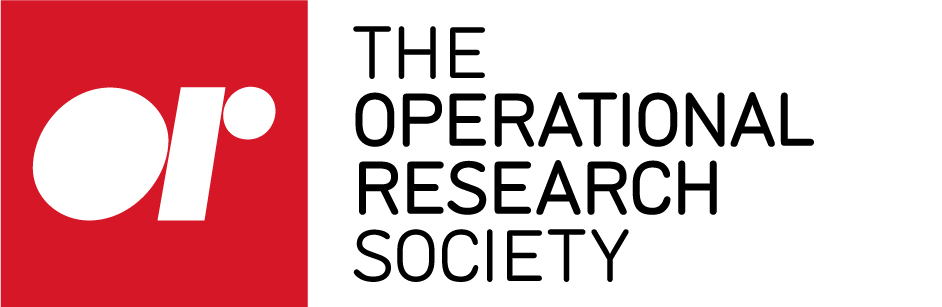 or
THE
OPERATIONAL
RESEARCH
SOCIETY